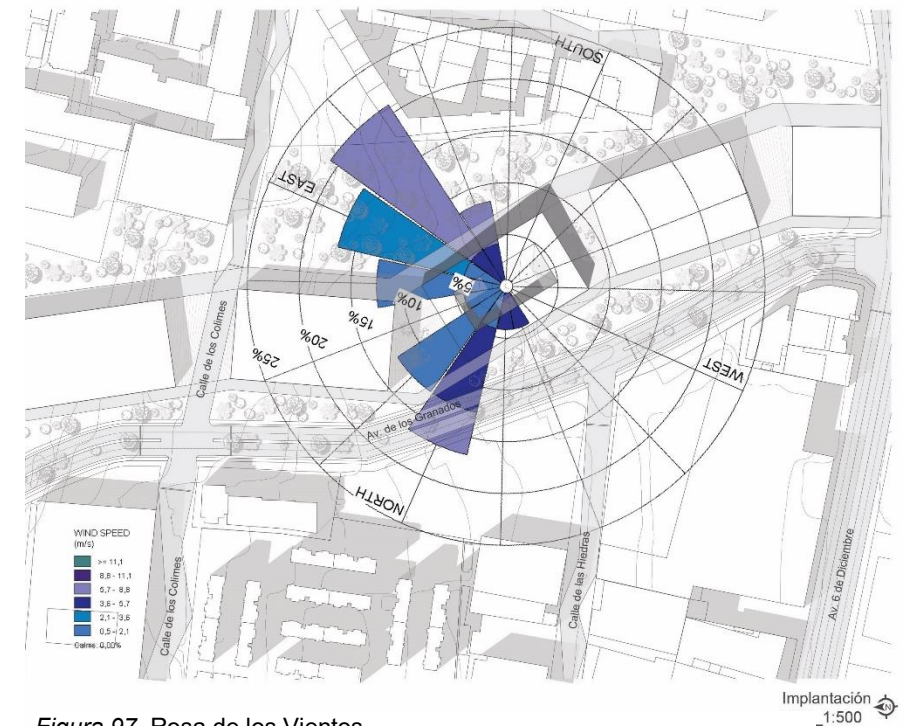 SOUTH
EAST
5%
10%
15%
20%
25%
WEST
NORTH
Calle de los Colimes
Av. de los Granados
Calle de los Colimes
Calle de las Hiedras
Av. 6 de Diciembre
WIND SPEED
(m/s)
>= 11,1
8,8 - 11,1
5,7 - 8,8
3,6 - 5,7
2,1 - 3,6
0,5 - 2,1
Calms: 0,00%
Implantación
N
1:500
Figura 97. Rosa de los Vientos